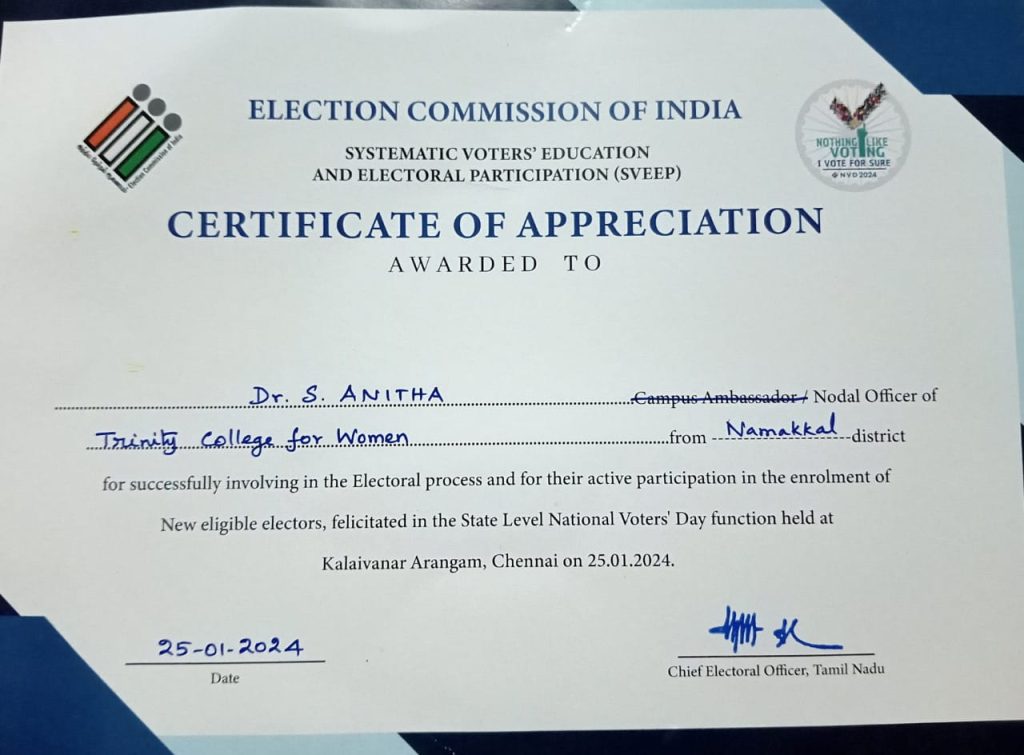 ELECTION COMMISSION OF INDIA
SYSTEMATIC VOTERS' EDUCATION
AND ELECTORAL PARTICIPATION (SVEEP)
CERTIFICATE OF APPRECIATION
AWARDED TO
NOTHING LIKE
VOTING
I VOTE FOR SURE
@ NVD 2024
Election Commission of India
Dr. S. ANITHA Campus Ambassador / Nodal Officer of
Trinity College for Women from Namakkal district
for successfully involving in the Electoral process and for their active participation in the enrolment of
New eligible electors, felicitated in the State Level National Voters' Day function held at
Kalaivanar Arangam, Chennai on 25.01.2024.
25-01-2024
Date
Chief Electoral Officer, Tamil Nadu